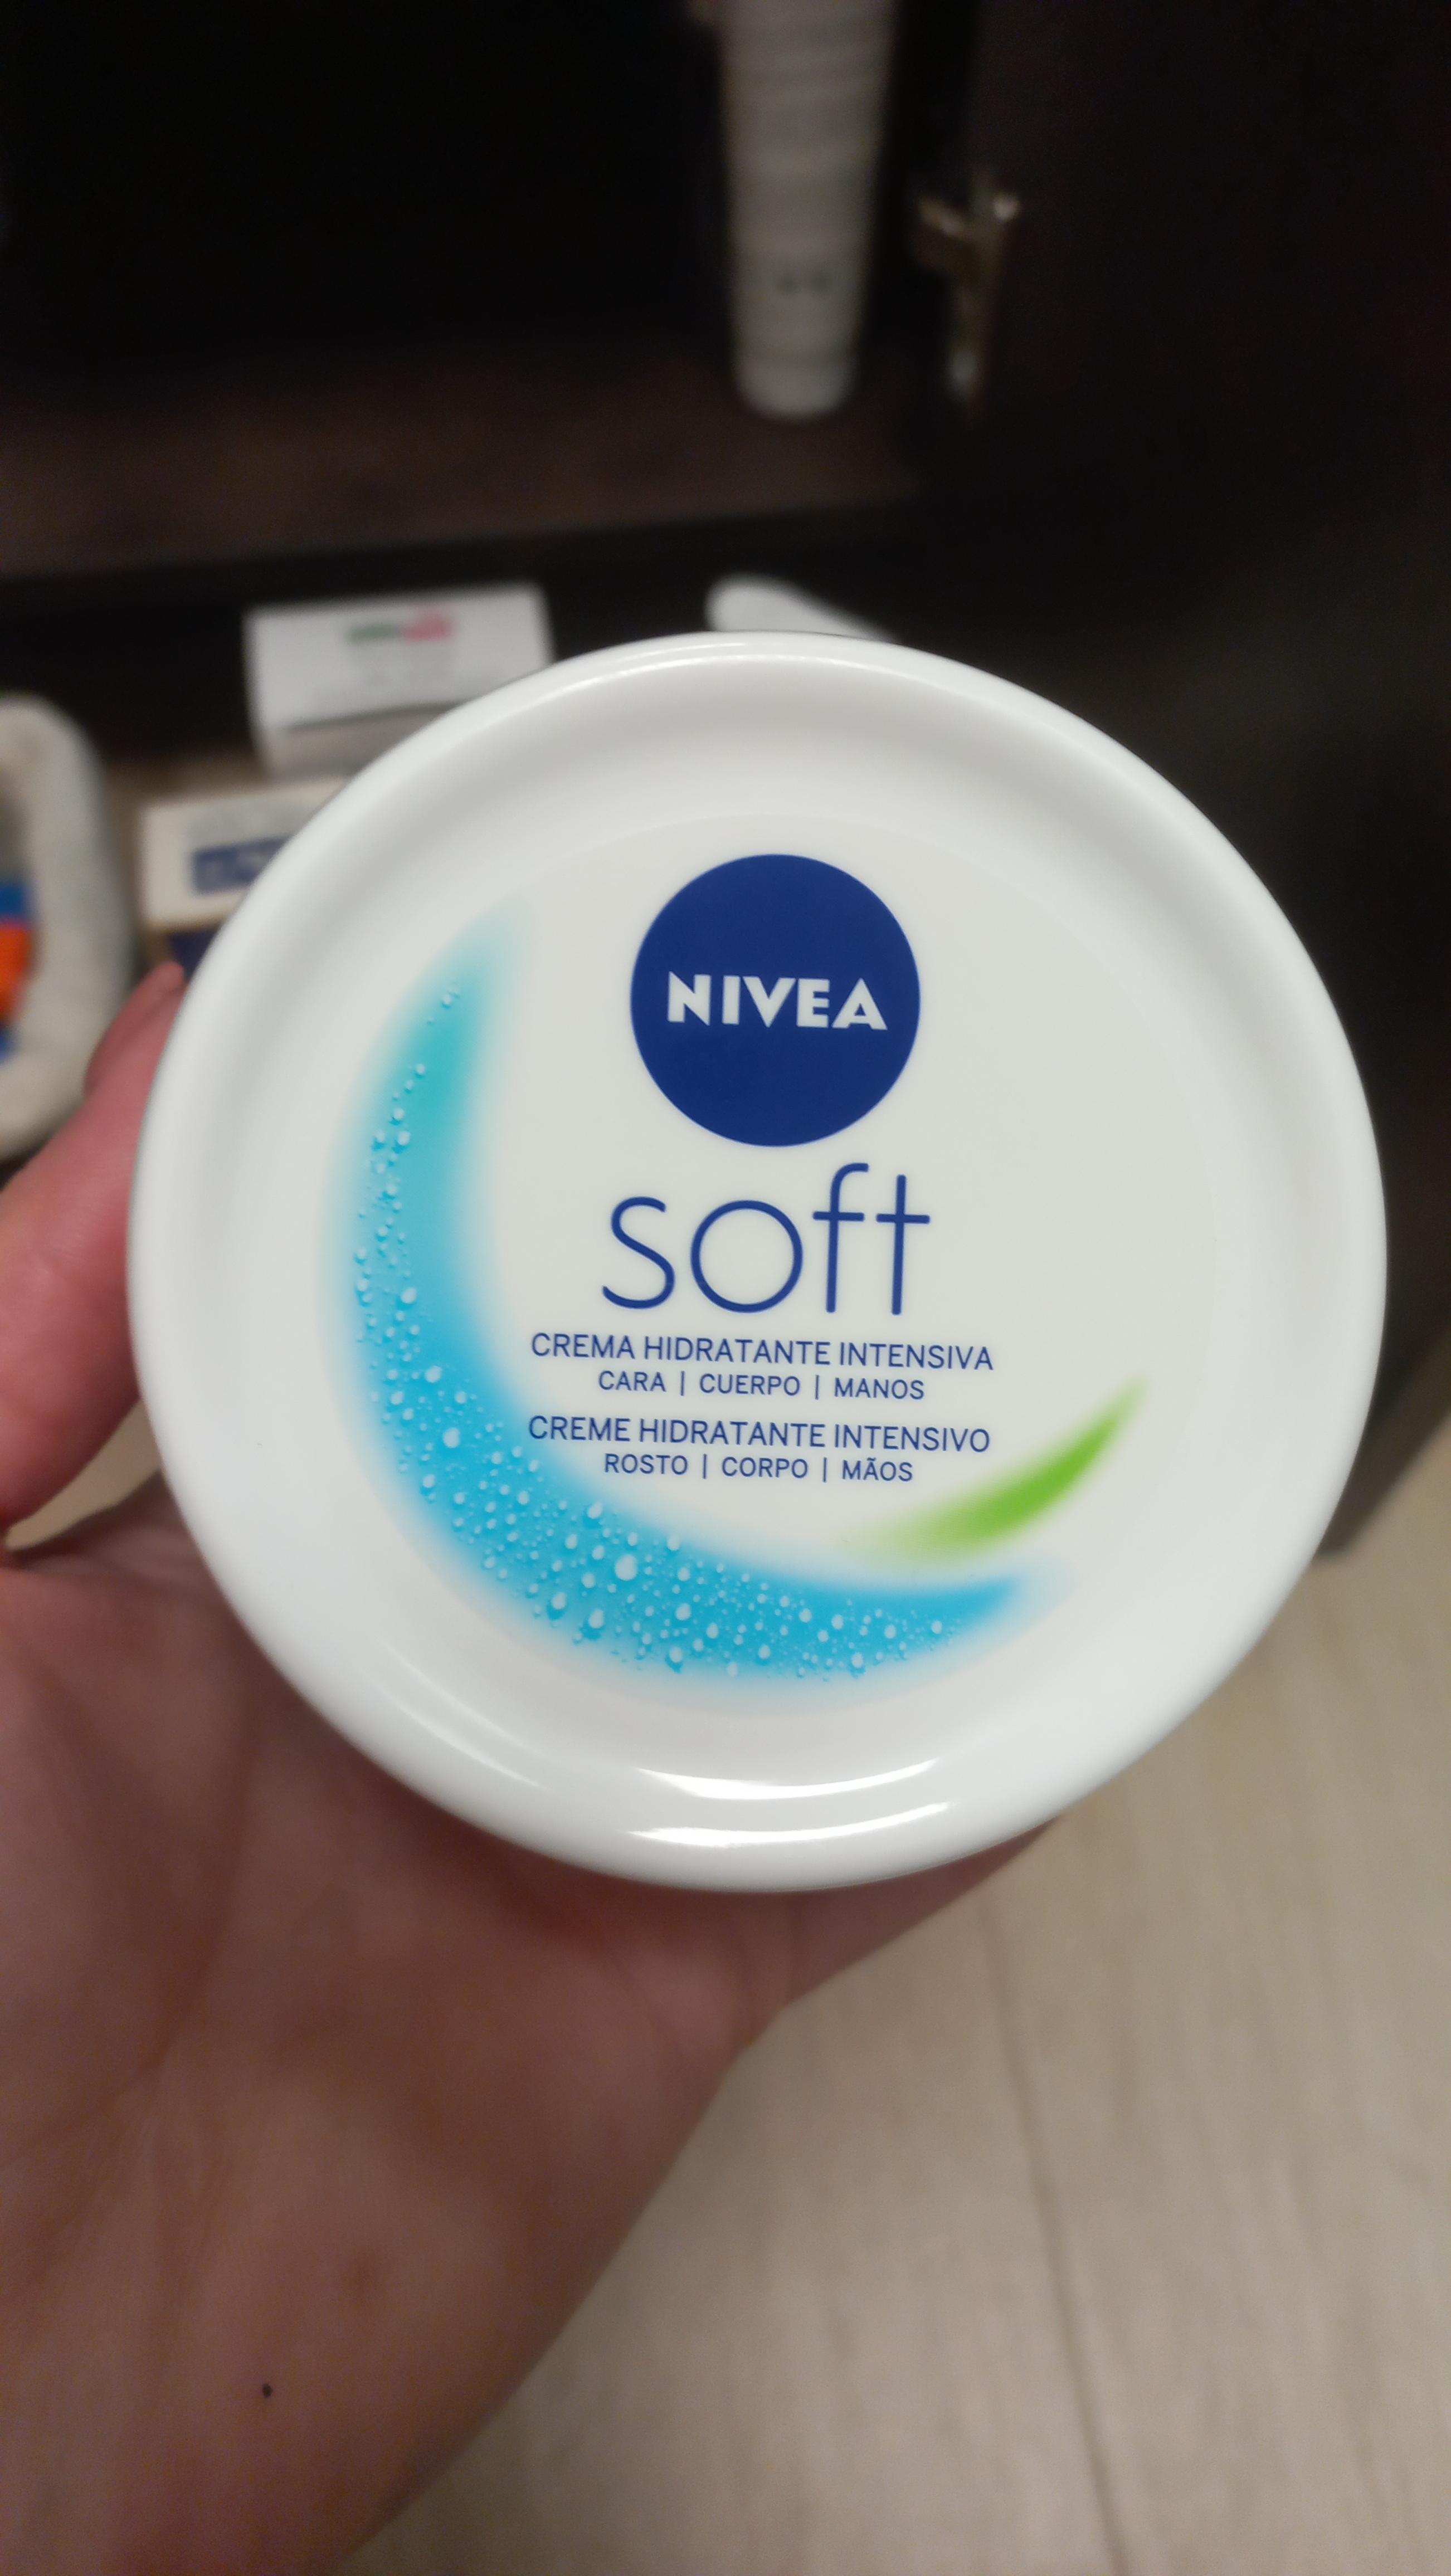 NIVEA
soft
CREMA HIDRATANTE INTENSIVA
CARA | CUERPO | MANOS
CREME HIDRATANTE INTENSIVO
ROSTO | CORPO | MÃOS